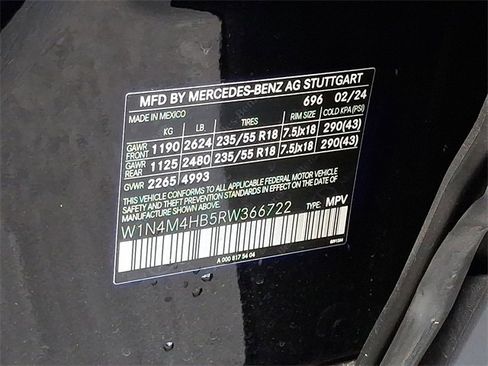 MFD BY MERCEDES-BENZ AG STUTTGART
MADE IN MEXICO 696 02/24
KG LB. TIRES RIM SIZE COLD KPA (PSI)
GAWR FRONT 1190 2624 235/55 R18 7.5Jx18 290(43)
GAWR REAR 1125 2480 235/55 R18 7.5Jx18 290(43)
GVWR 2265 4993
THIS VEHICLE CONFORMS TO ALL APPLICABLE FEDERAL MOTOR VEHICLE
SAFETY AND THEFT PREVENTION STANDARDS IN EFFECT ON THE DATE OF
MANUFACTURE SHOWN ABOVE.
W1N4M4HB5RW366722 TYPE: MPV
A 000 817 54 04